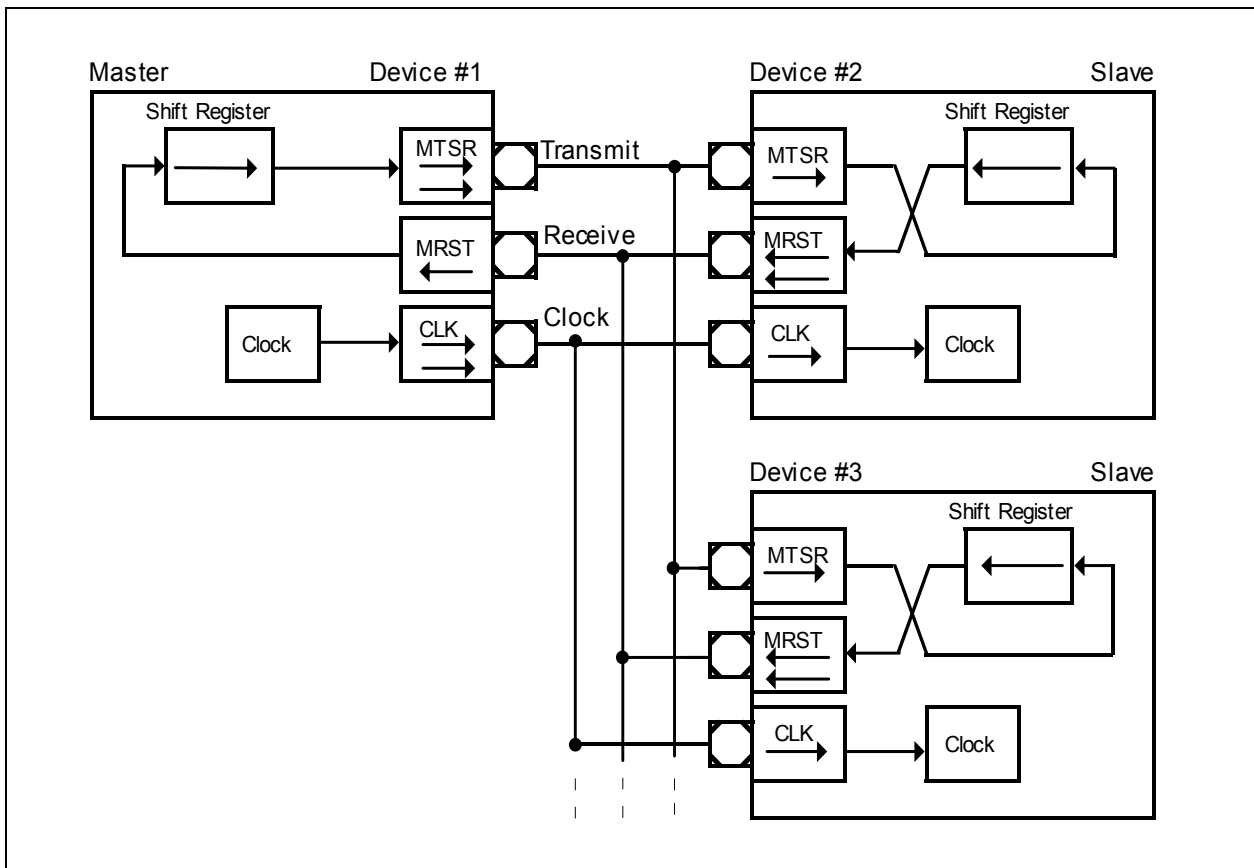 Master Device #1
Shift Register
MTSR
Transmit
MRST
Receive
Clock
CLK
Clock
Device #2 Slave
Shift Register
MTSR
MRST
CLK
Clock
Device #3 Slave
Shift Register
MTSR
MRST
CLK
Clock